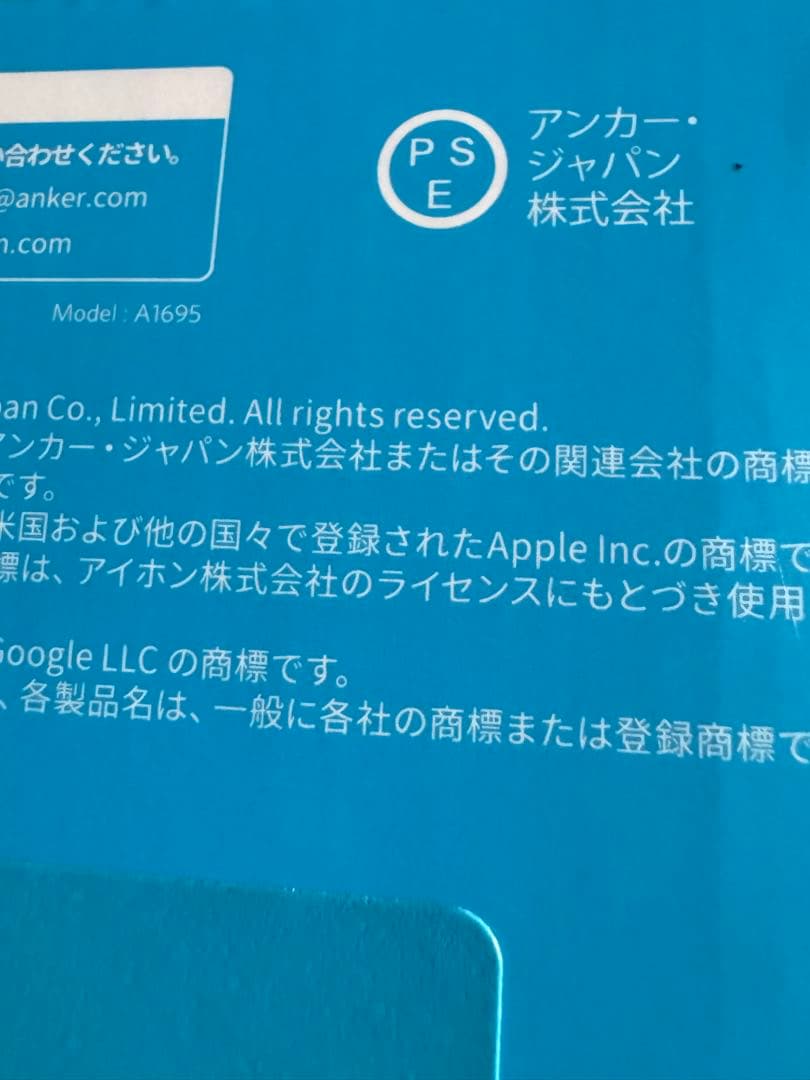 い合わせください。
@anker.com
n.com
PSE
アンカー・
ジャパン
株式会社
Model : A1695
pan Co., Limited. All rights reserved.
アンカー・ジャパン株式会社またはその関連会社の商標
です。
米国および他の国々で登録されたApple Inc.の商標で
標は、アイホン株式会社のライセンスにもとづき使用
Google LLC の商標です。
、各製品名は、一般に各社の商標または登録商標で